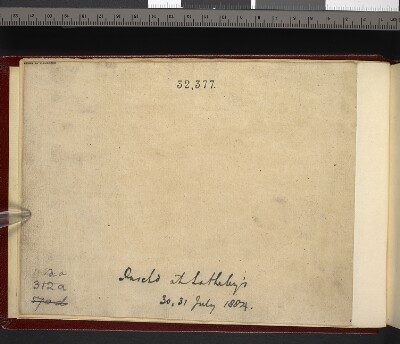 32,377.
Purchd at Sotheby's
30, 31 July 1884.
312 a